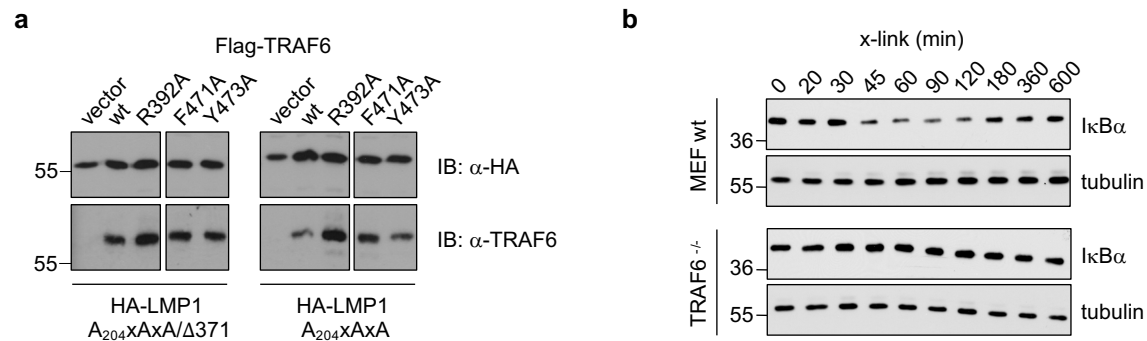 a
Flag-TRAF6
vector
wt
R392A
F471A
Y473A
vector
wt
R392A
F471A
Y473A
55
IB: α-HA
55
IB: α-TRAF6
HA-LMP1
A₂₀₄xAxA/Δ371
HA-LMP1
A₂₀₄xAxA
b
x-link (min)
0 20 30 45 60 90 120 180 360 600
MEF wt
36
IκBα
55
tubulin
TRAF6 -/-
36
IκBα
55
tubulin